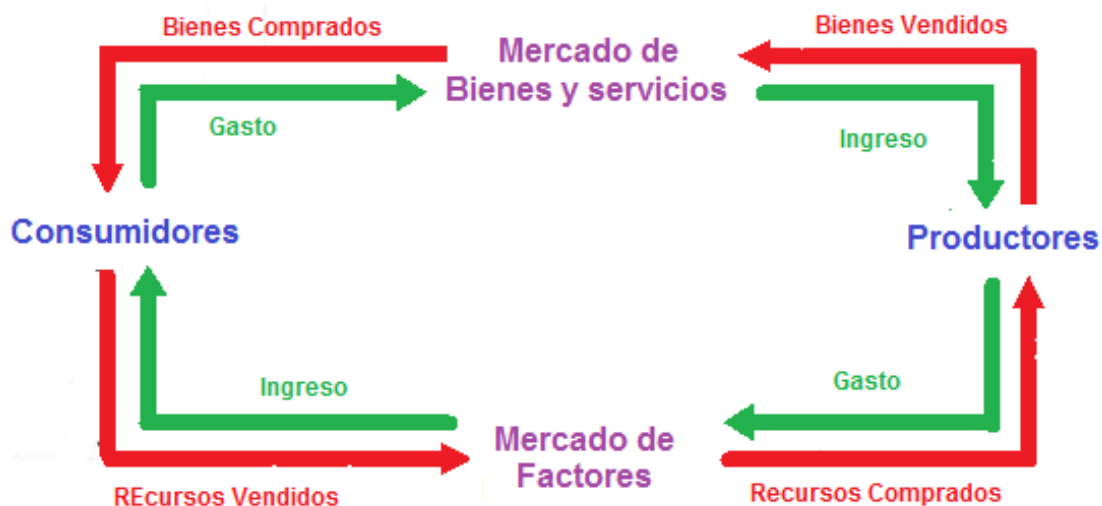 Bienes Comprados
Bienes Vendidos
Mercado de
Bienes y servicios
Gasto
Ingreso
Consumidores
Productores
Ingreso
Gasto
Mercado de
Factores
REcursos Vendidos
Recursos Comprados